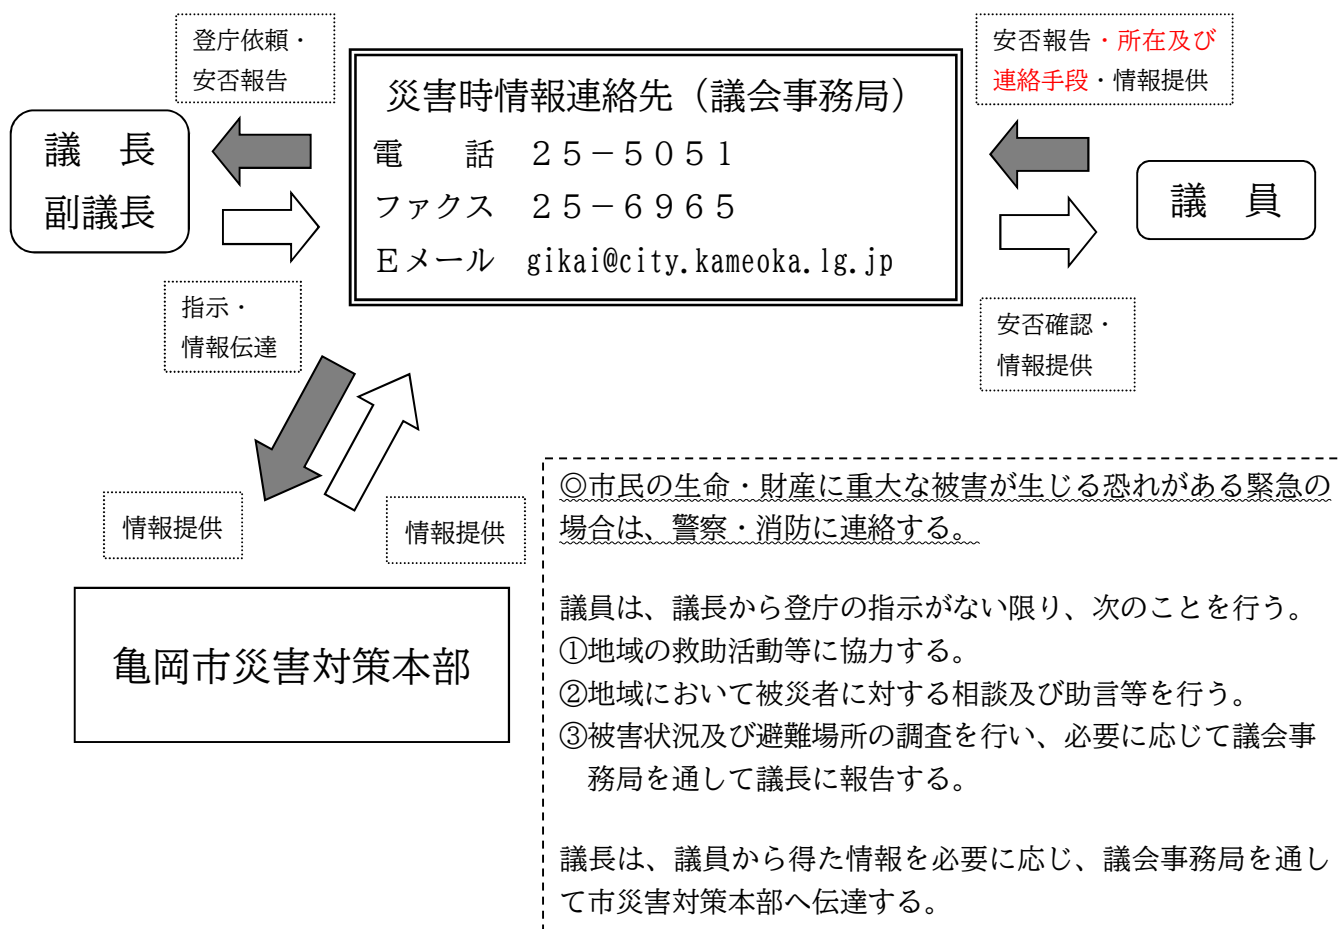 登庁依頼・
安否報告
安否報告・所在及び
連絡手段・情報提供
災害時情報連絡先（議会事務局）
電　　話　２５－５０５１
ファクス　２５－６９６５
Ｅメール　gikai@city.kameoka.lg.jp
議　長
副議長
議　員
指示・
情報伝達
安否確認・
情報提供
情報提供
情報提供
亀岡市災害対策本部
◎市民の生命・財産に重大な被害が生じる恐れがある緊急の
場合は、警察・消防に連絡する。
議員は、議長から登庁の指示がない限り、次のことを行う。
①地域の救助活動等に協力する。
②地域において被災者に対する相談及び助言等を行う。
③被害状況及び避難場所の調査を行い、必要に応じて議会事
務局を通して議長に報告する。
議長は、議員から得た情報を必要に応じ、議会事務局を通し
て市災害対策本部へ伝達する。